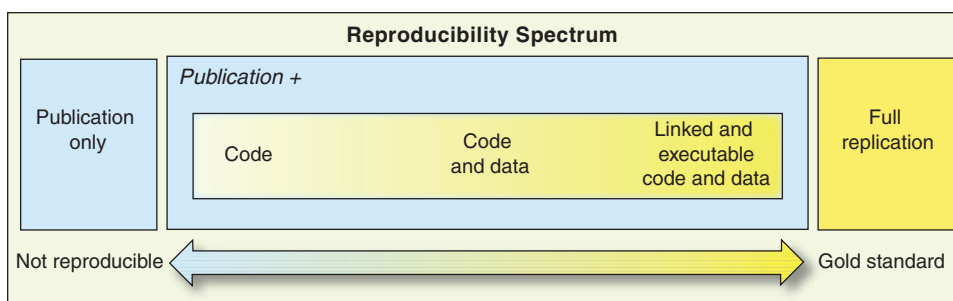 Reproducibility Spectrum
Publication
only
Publication +
Code
Code
and data
Linked and
executable
code and data
Full
replication
Not reproducible
Gold standard